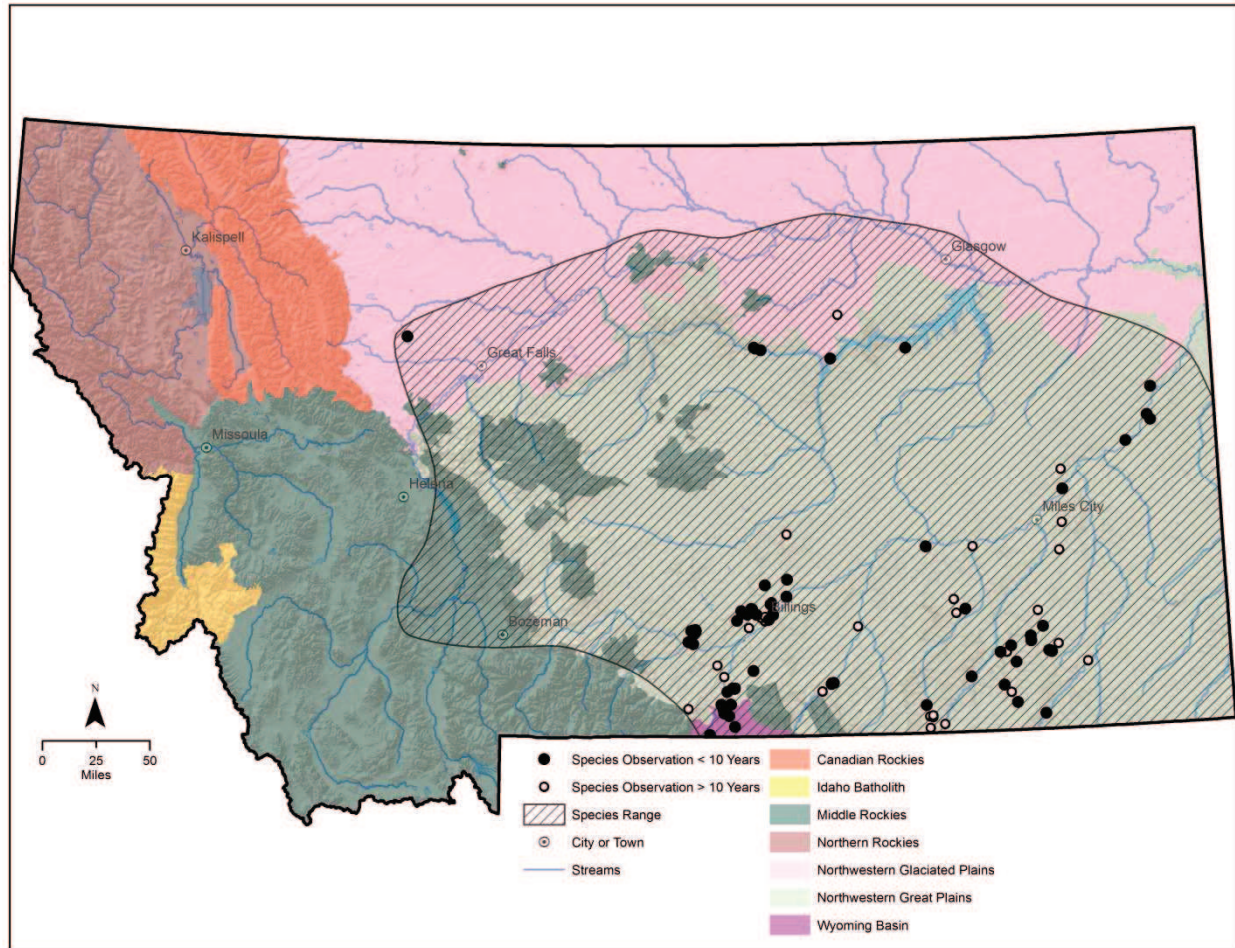 Kalispell
Glasgow
Great Falls
Missoula
Helena
Miles City
Billings
Bozeman
N
0 25 50
Miles
Species Observation < 10 Years
Species Observation > 10 Years
Species Range
City or Town
Streams
Canadian Rockies
Idaho Batholith
Middle Rockies
Northern Rockies
Northwestern Glaciated Plains
Northwestern Great Plains
Wyoming Basin